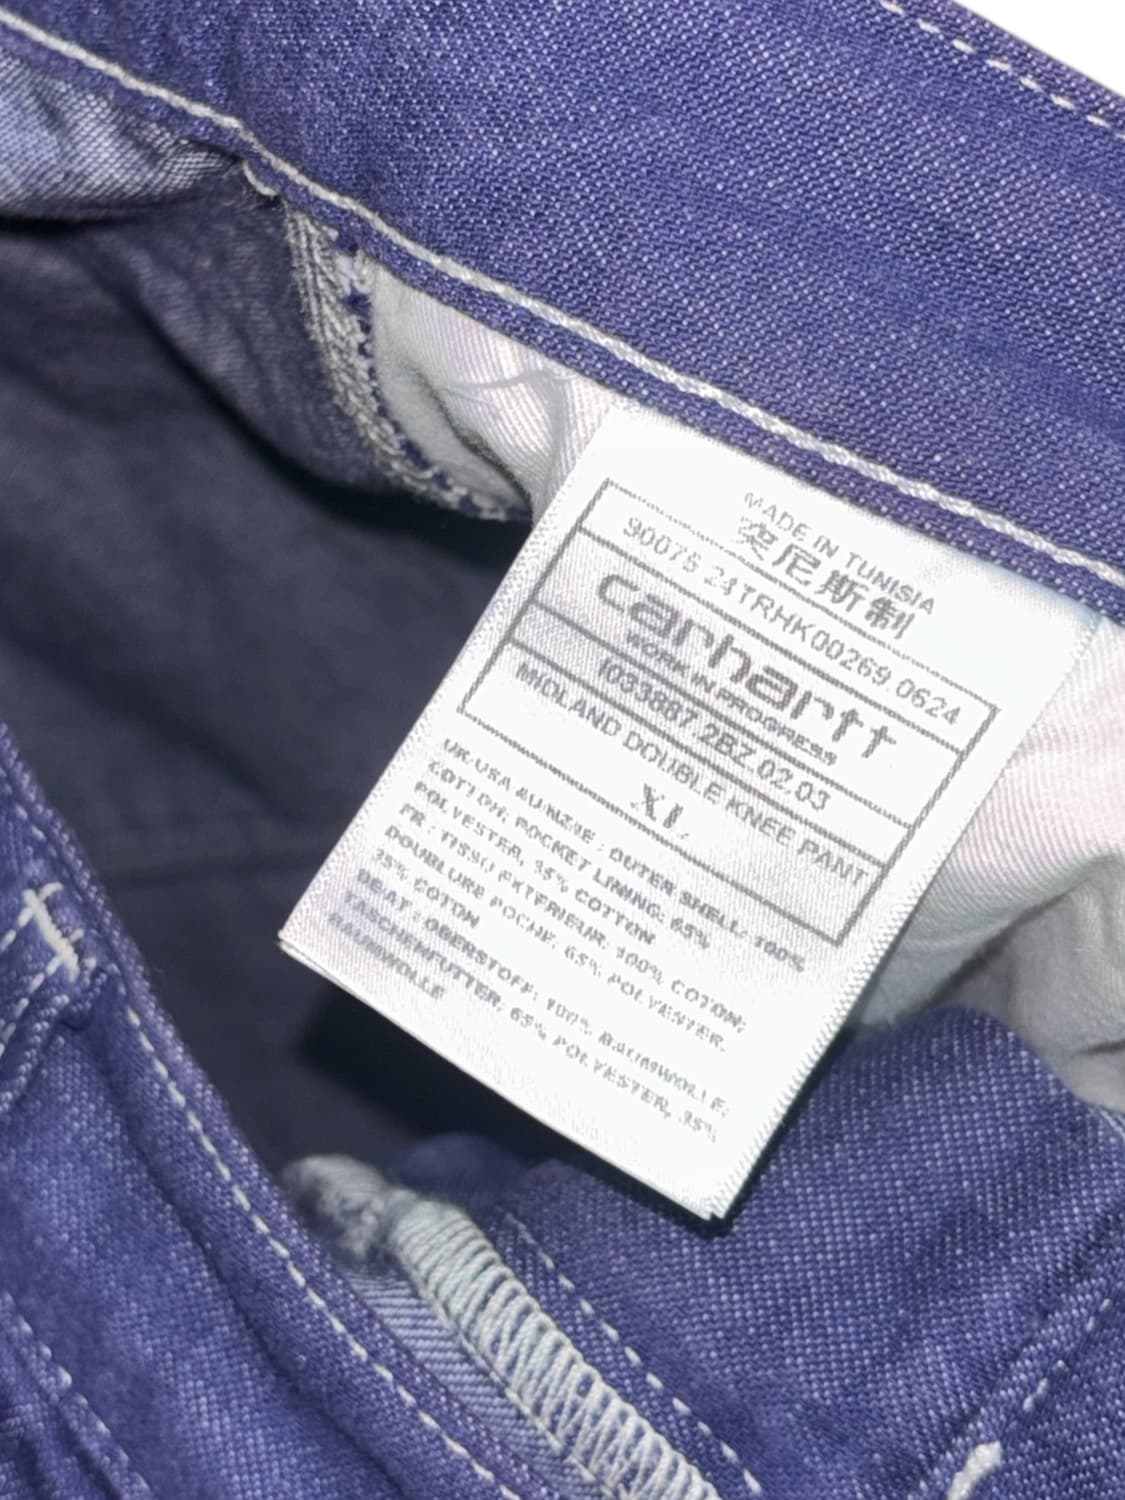 MADE IN TUNISIA
突尼斯制
90075 24TRHK00269.0624
carhartt
WORK IN PROGRESS
I033887.2BZ.02.03
MIDLAND DOUBLE KNEE PANT
XL
UK.USA.AU.NZ/IE : OUTER SHELL: 100%
COTTON; POCKET LINING: 65%
POLYESTER, 35% COTTON
FR : TISSU EXTERIEUR: 100% COTON;
DOUBLURE POCHE: 65% POLYESTER,
35% COTON
DE/AT : OBERSTOFF: 100% BAUMWOLLE;
TASCHENFUTTER: 65% POLYESTER, 35%
BAUMWOLLE